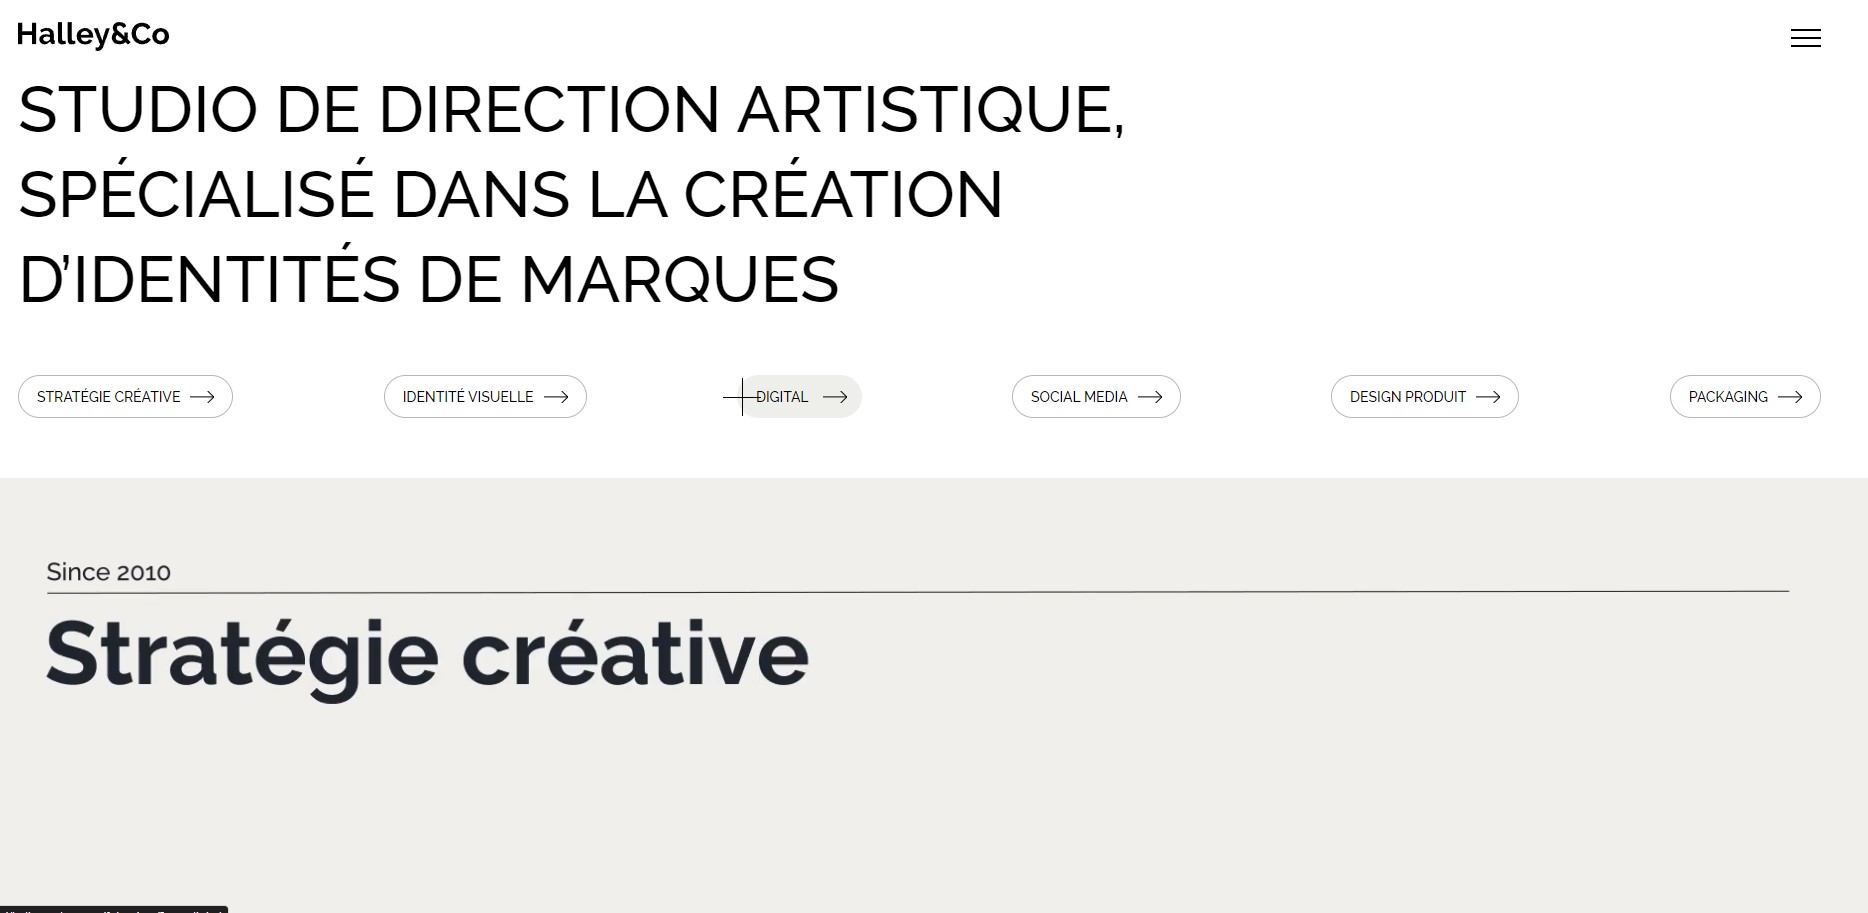 Halley&Co
STUDIO DE DIRECTION ARTISTIQUE,
SPÉCIALISÉ DANS LA CRÉATION
D’IDENTITÉS DE MARQUES
STRATÉGIE CRÉATIVE
IDENTITÉ VISUELLE
DIGITAL
SOCIAL MEDIA
DESIGN PRODUIT
PACKAGING
Since 2010
Stratégie créative